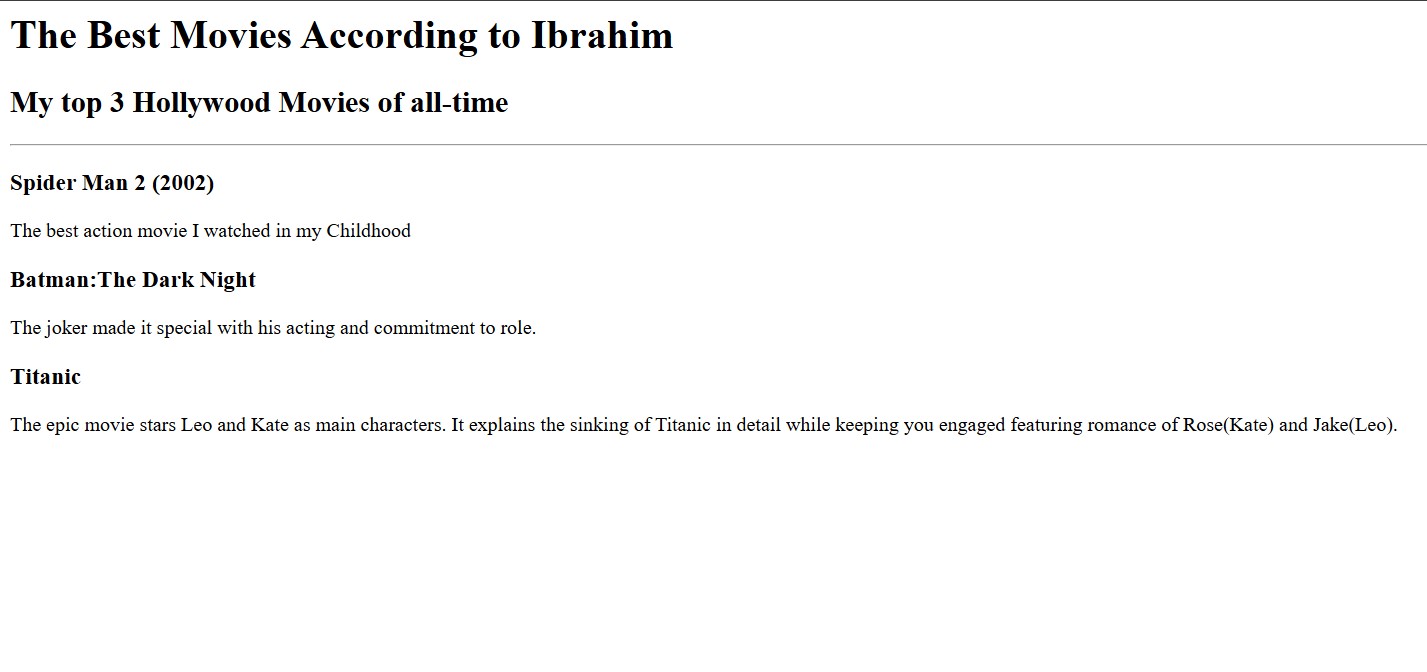 The Best Movies According to Ibrahim
My top 3 Hollywood Movies of all-time
Spider Man 2 (2002)
The best action movie I watched in my Childhood
Batman:The Dark Night
The joker made it special with his acting and commitment to role.
Titanic
The epic movie stars Leo and Kate as main characters. It explains the sinking of Titanic in detail while keeping you engaged featuring romance of Rose(Kate) and Jake(Leo).